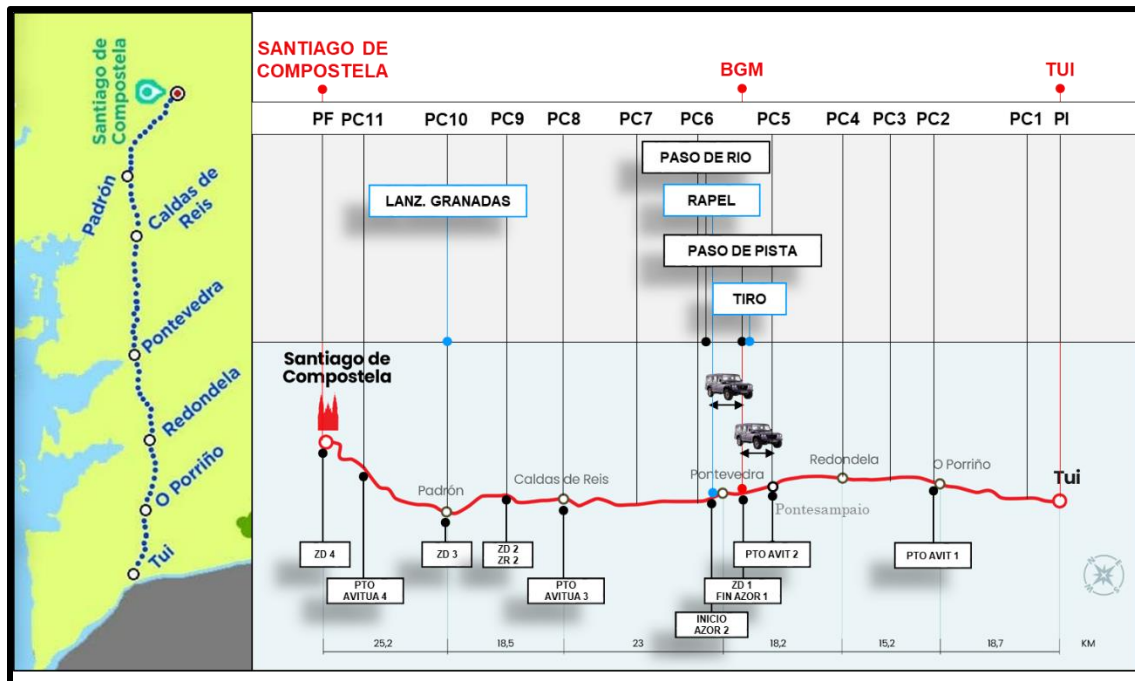 Santiago de
Compostela
Padrón
Caldas de
Reis
Pontevedra
Redondela
O Porriño
Tui
SANTIAGO DE
COMPOSTELA
BGM
TUI
PF PC11 PC10 PC9 PC8 PC7 PC6 PC5 PC4 PC3 PC2 PC1 PI
PASO DE RIO
LANZ. GRANADAS
RAPEL
PASO DE PISTA
TIRO
Santiago de
Compostela
Padrón
Caldas de Reis
Pontevedra
Redondela
O Porriño
Tui
Pontesampaio
ZD 4
ZD 3
ZD 2
ZR 2
PTO AVIT 2
PTO AVIT 1
PTO
AVITUA 4
PTO
AVITUA 3
ZD 1
FIN AZOR 1
INICIO
AZOR 2
25,2 18,5 23 18,2 15,2 18,7 KM